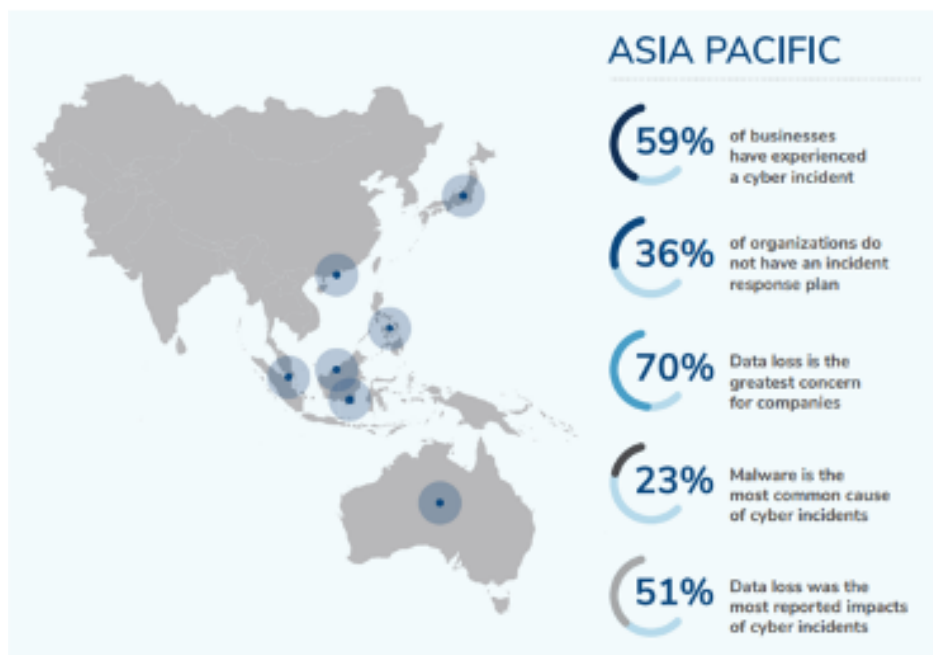 ASIA PACIFIC
59%
of businesses
have experienced
a cyber incident
36%
of organizations do
not have an incident
response plan
70%
Data loss is the
greatest concern
for companies
23%
Malware is the
most common cause
of cyber incidents
51%
Data loss was the
most reported impacts
of cyber incidents